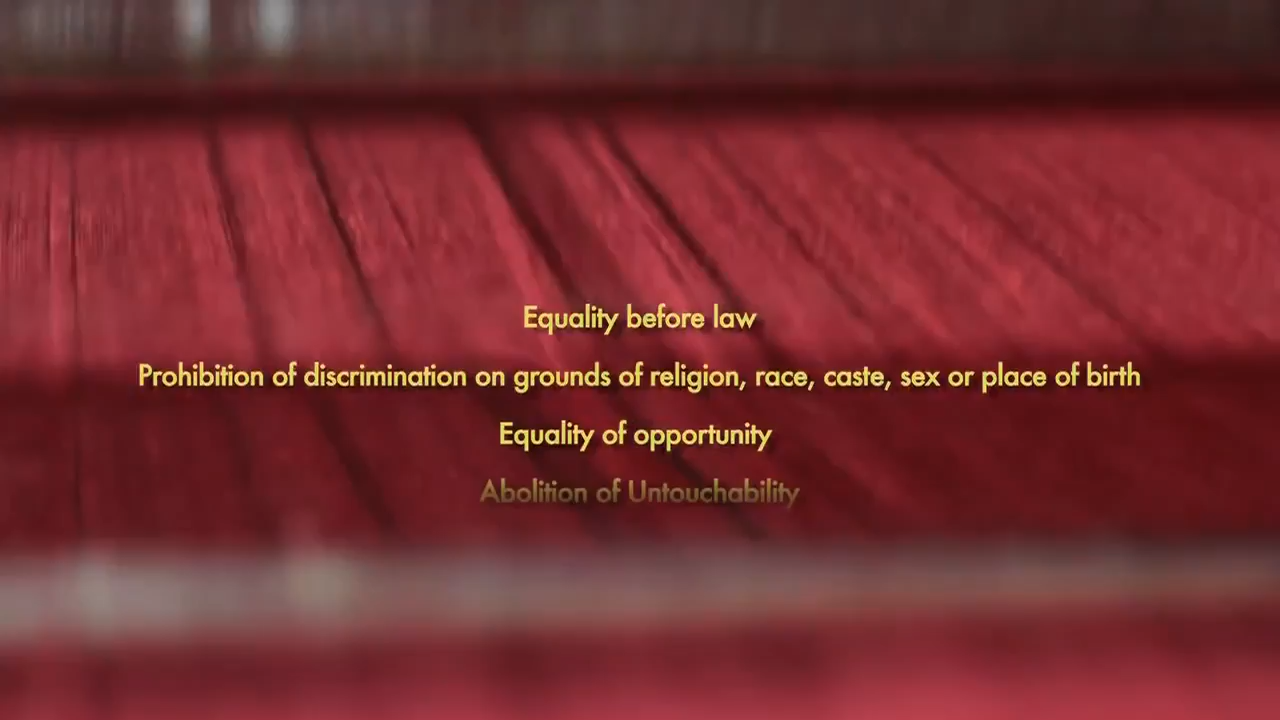 Equality before law
Prohibition of discrimination on grounds of religion, race, caste, sex or place of birth
Equality of opportunity
Abolition of Untouchability